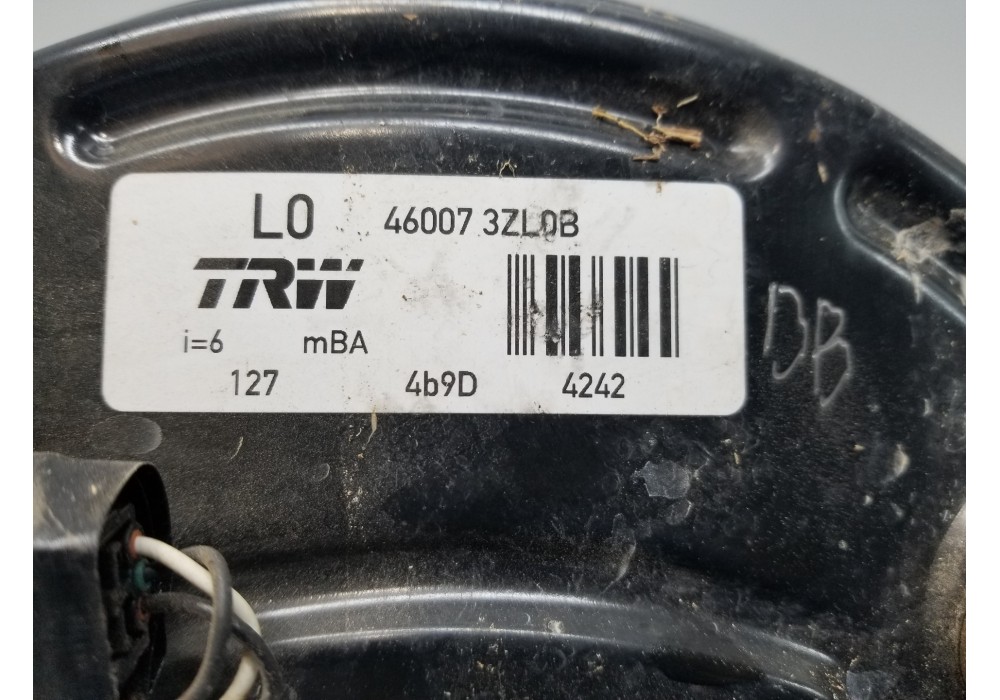 L0 46007 3ZL0B
TRW
i=6 mBA
127 4b9D 4242
DB